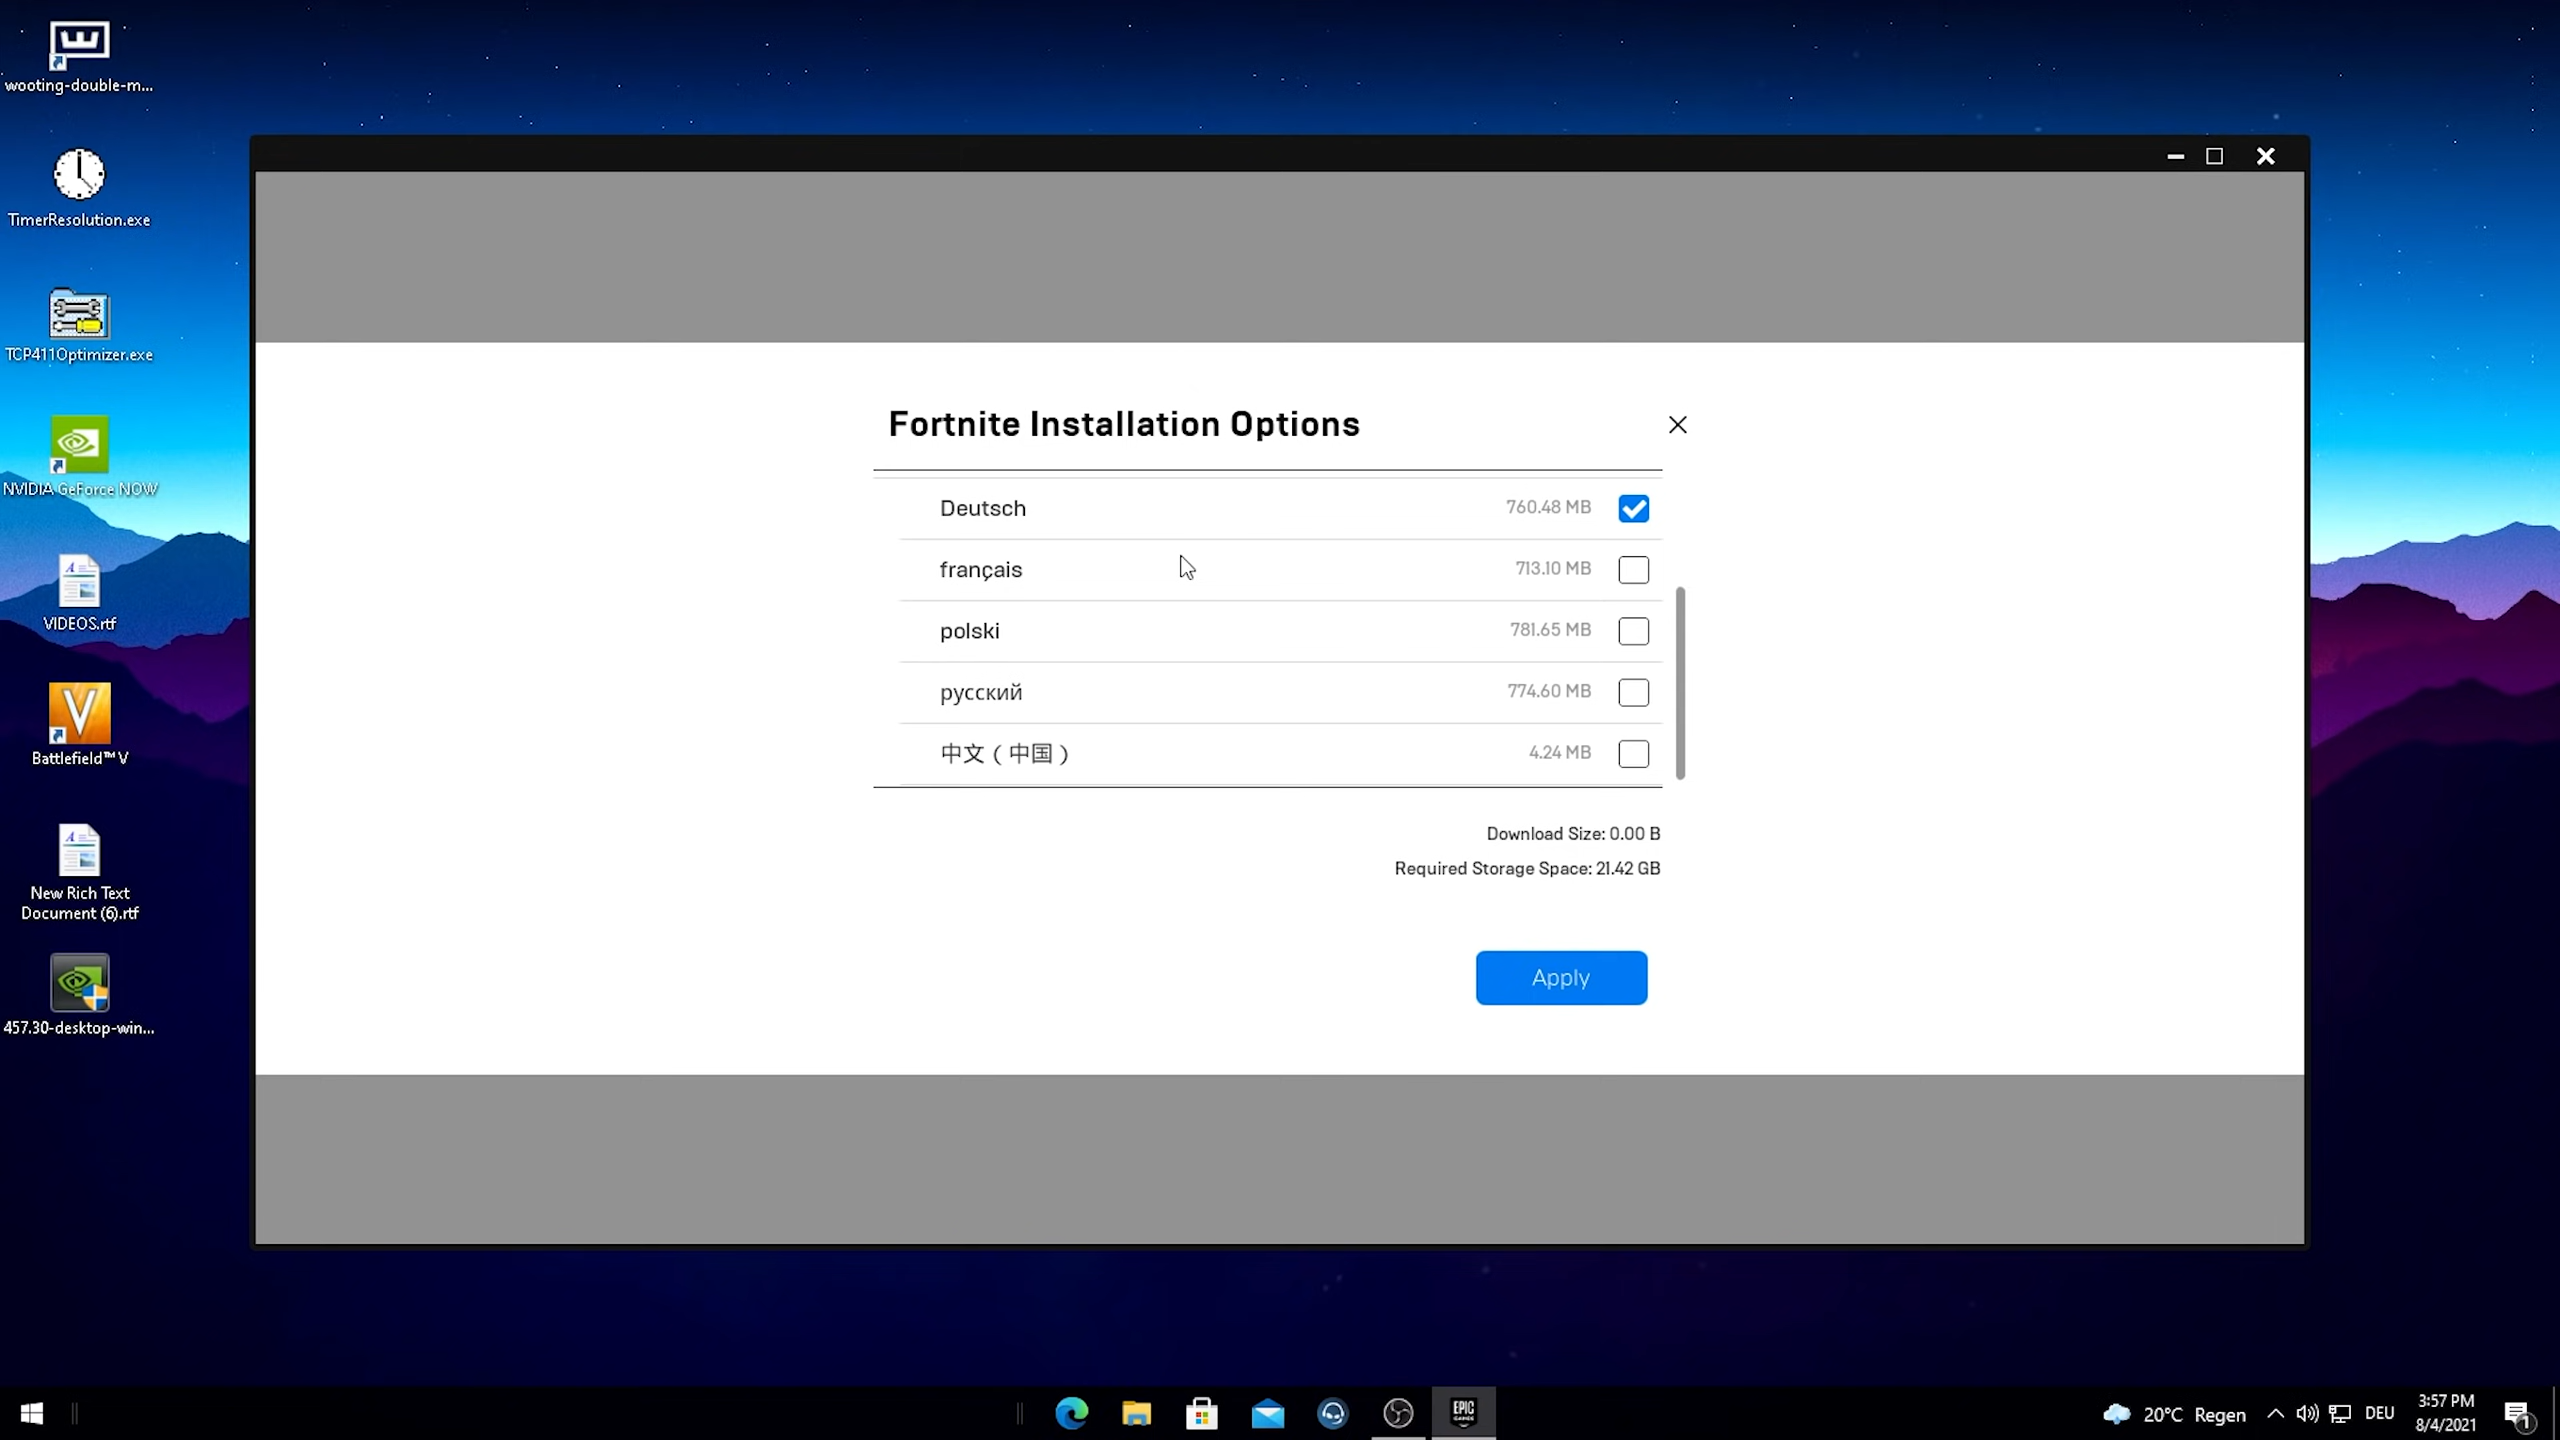 wooting-double-m...
TimerResolution.exe
TCP411Optimizer.exe
NVIDIA GeForce NOW
VIDEOS.rtf
V
Battlefield™ V
New Rich Text
Document (6).rtf
457.30-desktop-win...
Fortnite Installation Options
Deutsch 760.48 MB
français 713.10 MB
polski 781.65 MB
русский 774.60 MB
中文（中国） 4.24 MB
Download Size: 0.00 B
Required Storage Space: 21.42 GB
Apply
EPIC
GAMES
20°C Regen
DEU
3:57 PM
8/4/2021
1